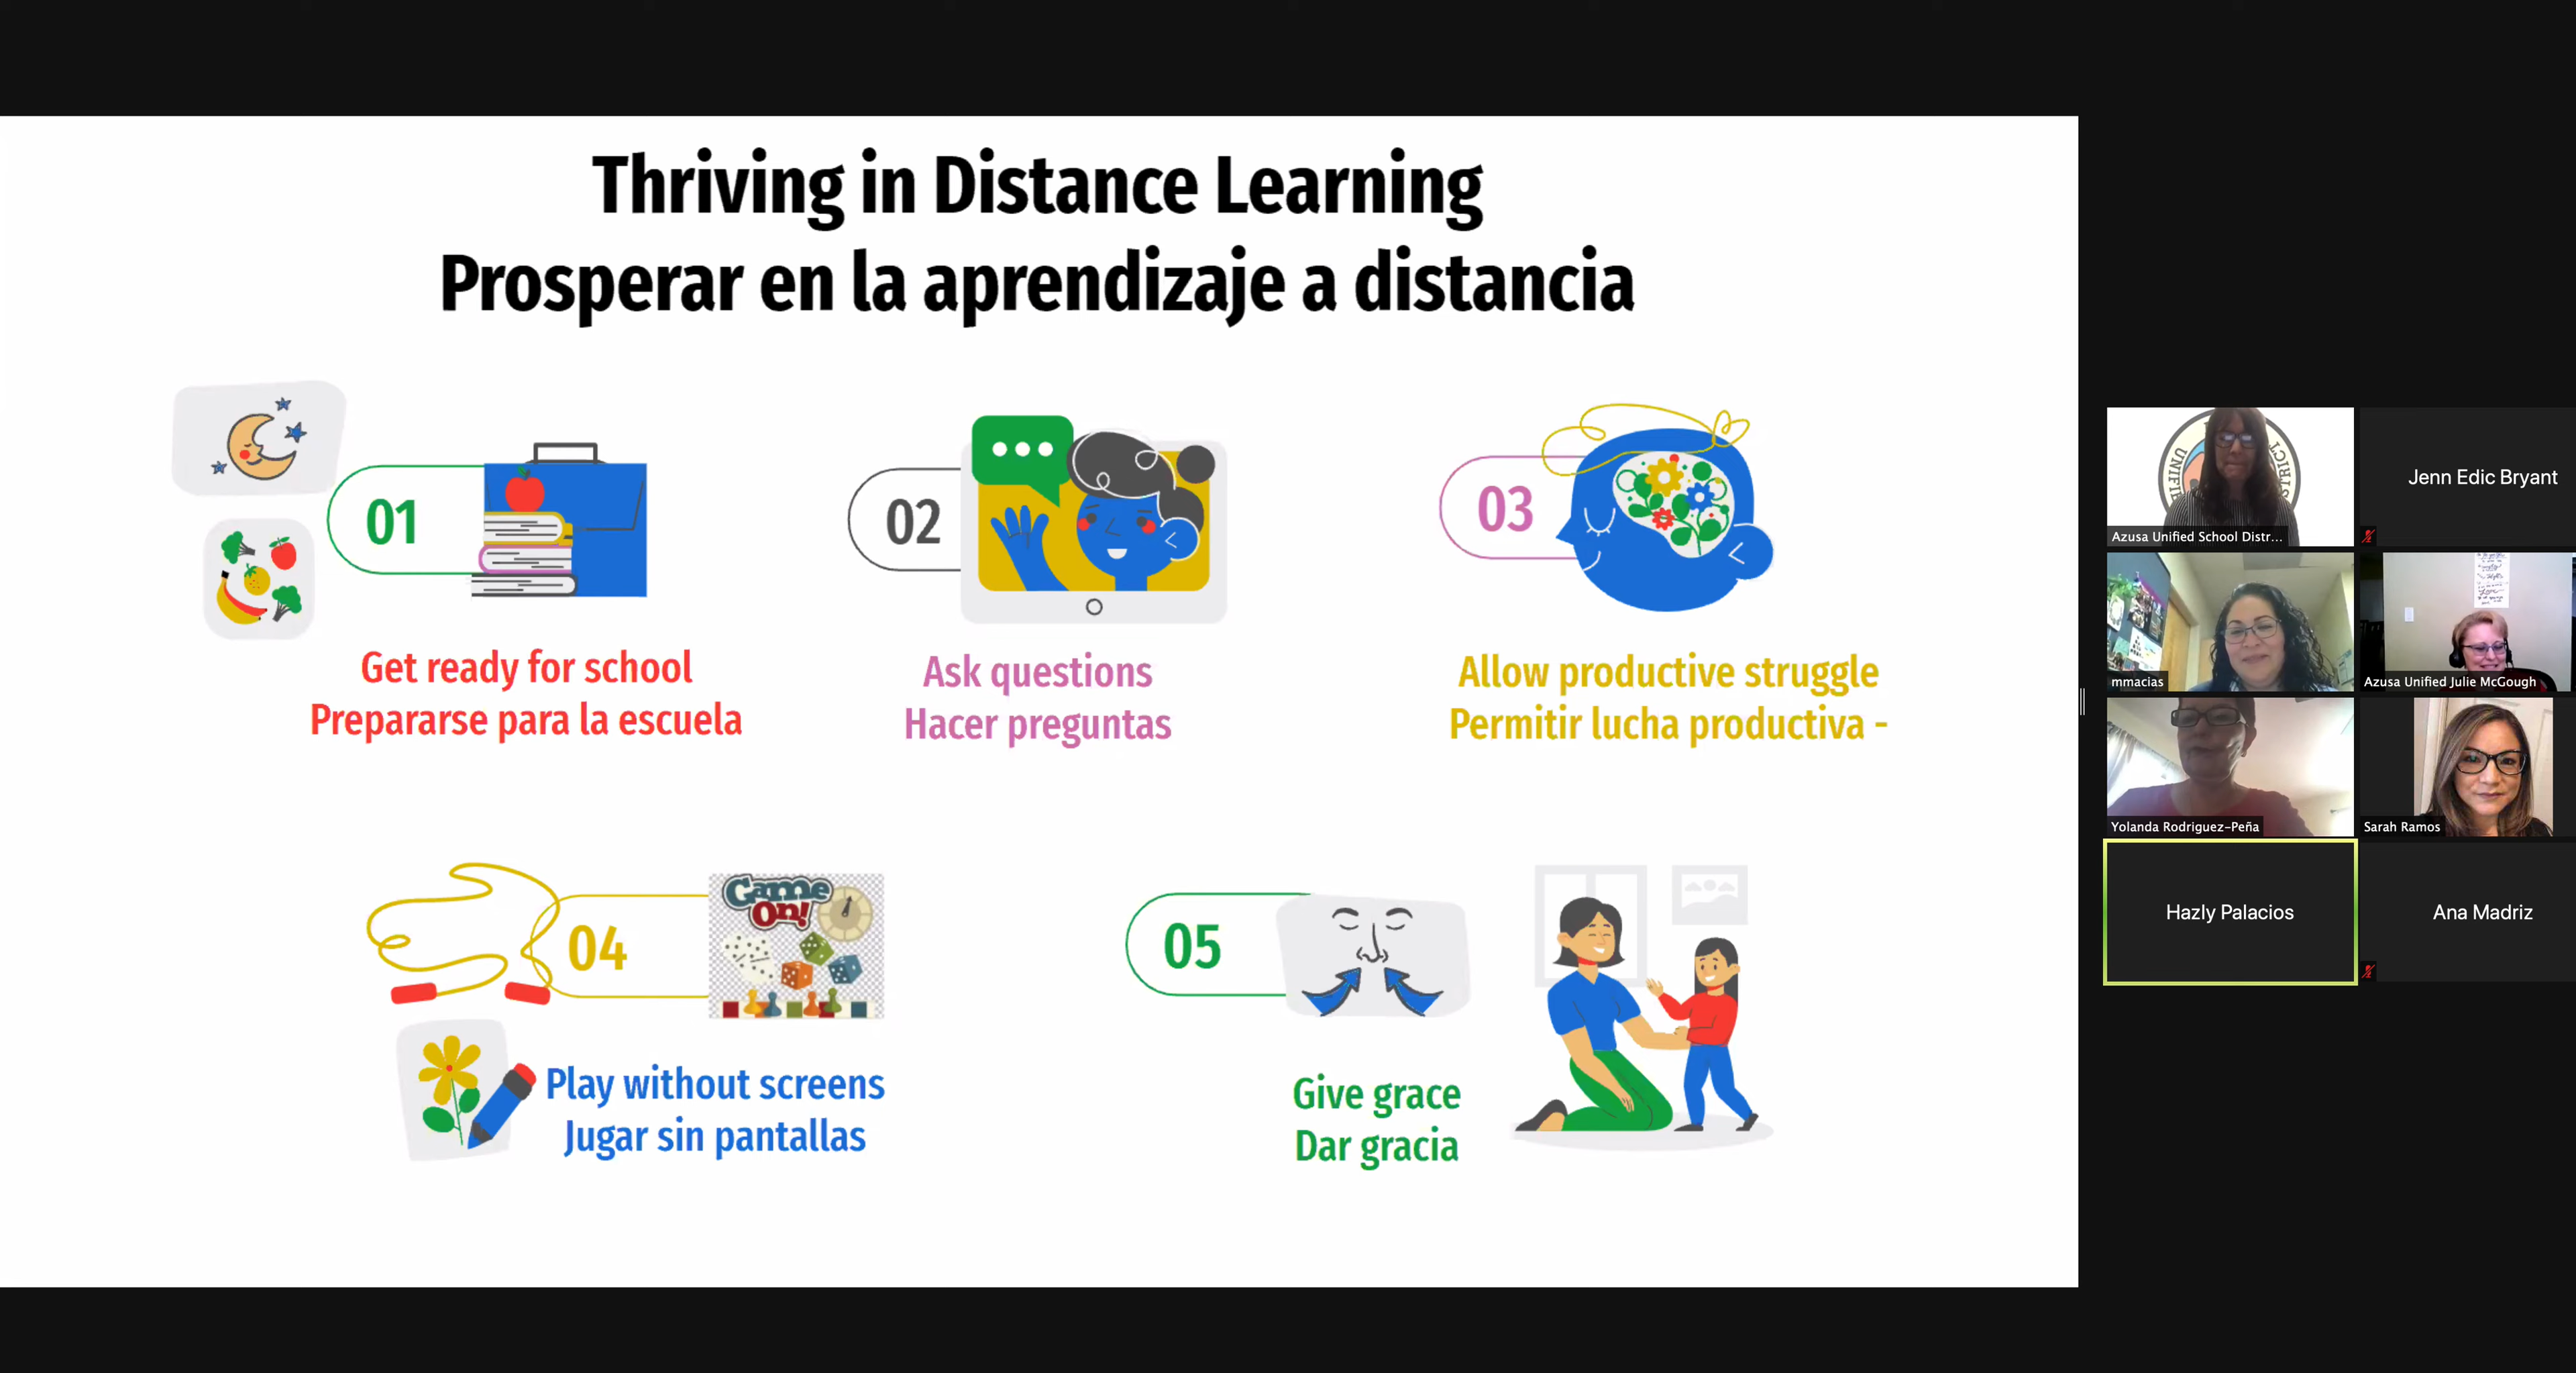 Thriving in Distance Learning
Prosperar en la aprendizaje a distancia
01
Get ready for school
Prepararse para la escuela
02
Ask questions
Hacer preguntas
03
Allow productive struggle
Permitir lucha productiva -
04
Game
On!
Play without screens
Jugar sin pantallas
05
Give grace
Dar gracia
UNIFI
STRICT
Azusa Unified School Distr...
Jenn Edic Bryant
mmacias
Azusa Unified Julie McGough
Yolanda Rodriguez-Peña
Sarah Ramos
Hazly Palacios
Ana Madriz